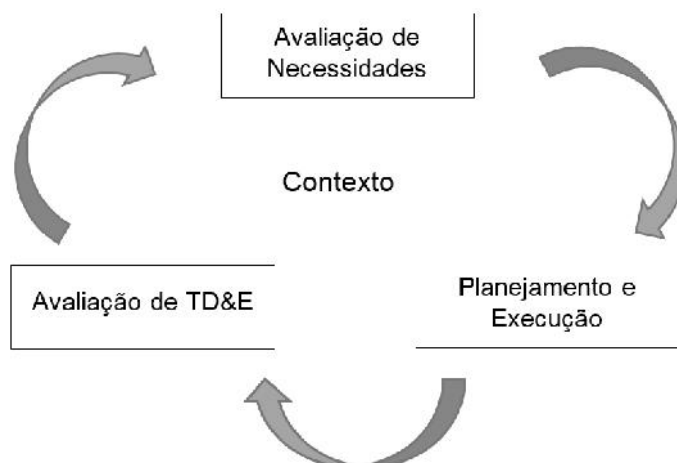 Avaliação de
Necessidades
Contexto
Avaliação de TD&E
Planejamento e
Execução